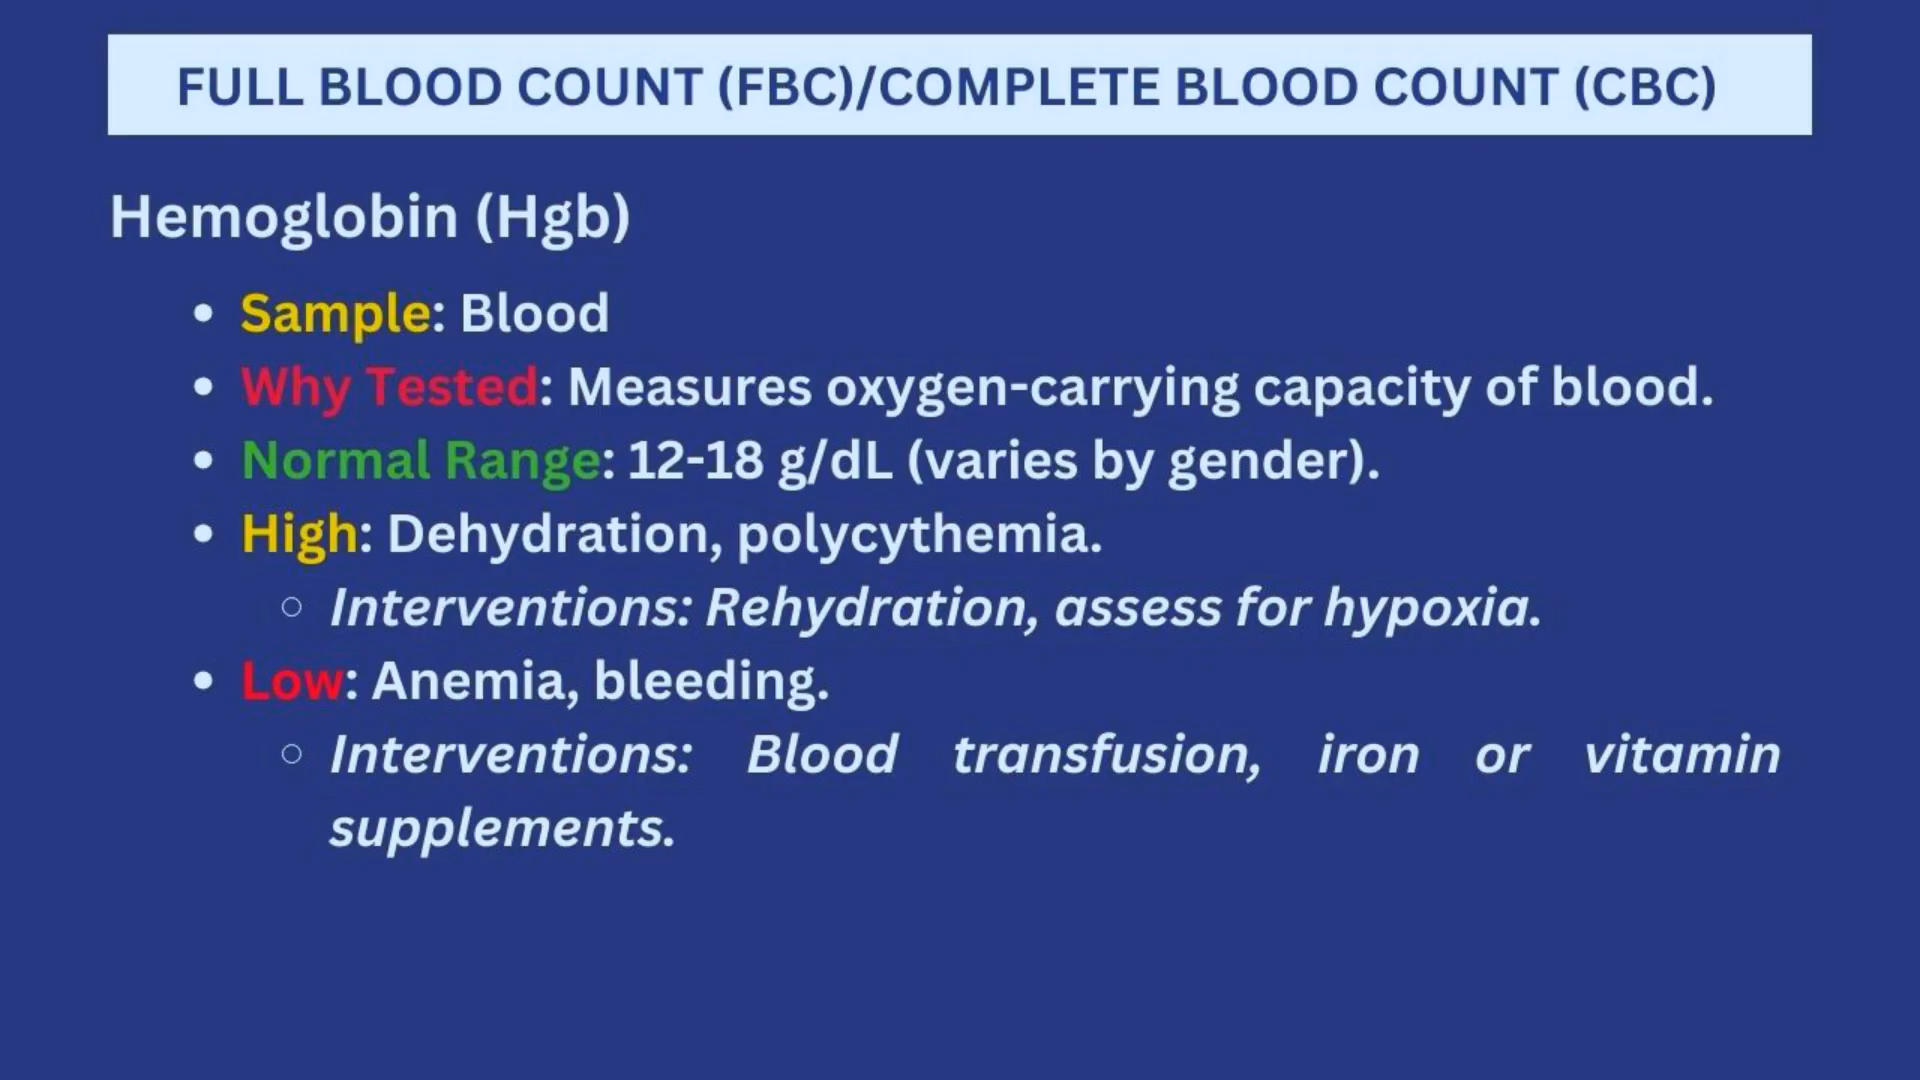 FULL BLOOD COUNT (FBC)/COMPLETE BLOOD COUNT (CBC)
Hemoglobin (Hgb)
• Sample: Blood
• Why Tested: Measures oxygen-carrying capacity of blood.
• Normal Range: 12-18 g/dL (varies by gender).
• High: Dehydration, polycythemia.
○ Interventions: Rehydration, assess for hypoxia.
• Low: Anemia, bleeding.
○ Interventions: Blood transfusion, iron or vitamin
supplements.